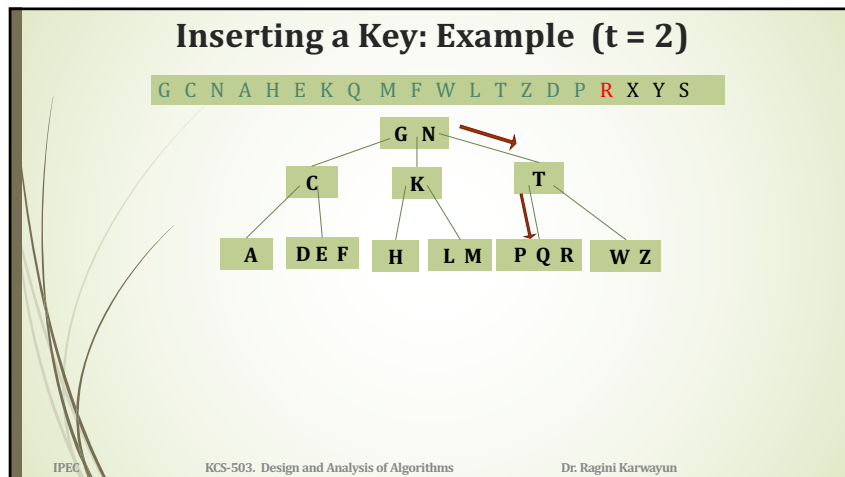 Inserting a Key: Example (t = 2)
G C N A H E K Q M F W L T Z D P R X Y S
G N
C K T
A D E F H L M P Q R W Z
IPEC KCS-503. Design and Analysis of Algorithms Dr. Ragini Karwayun